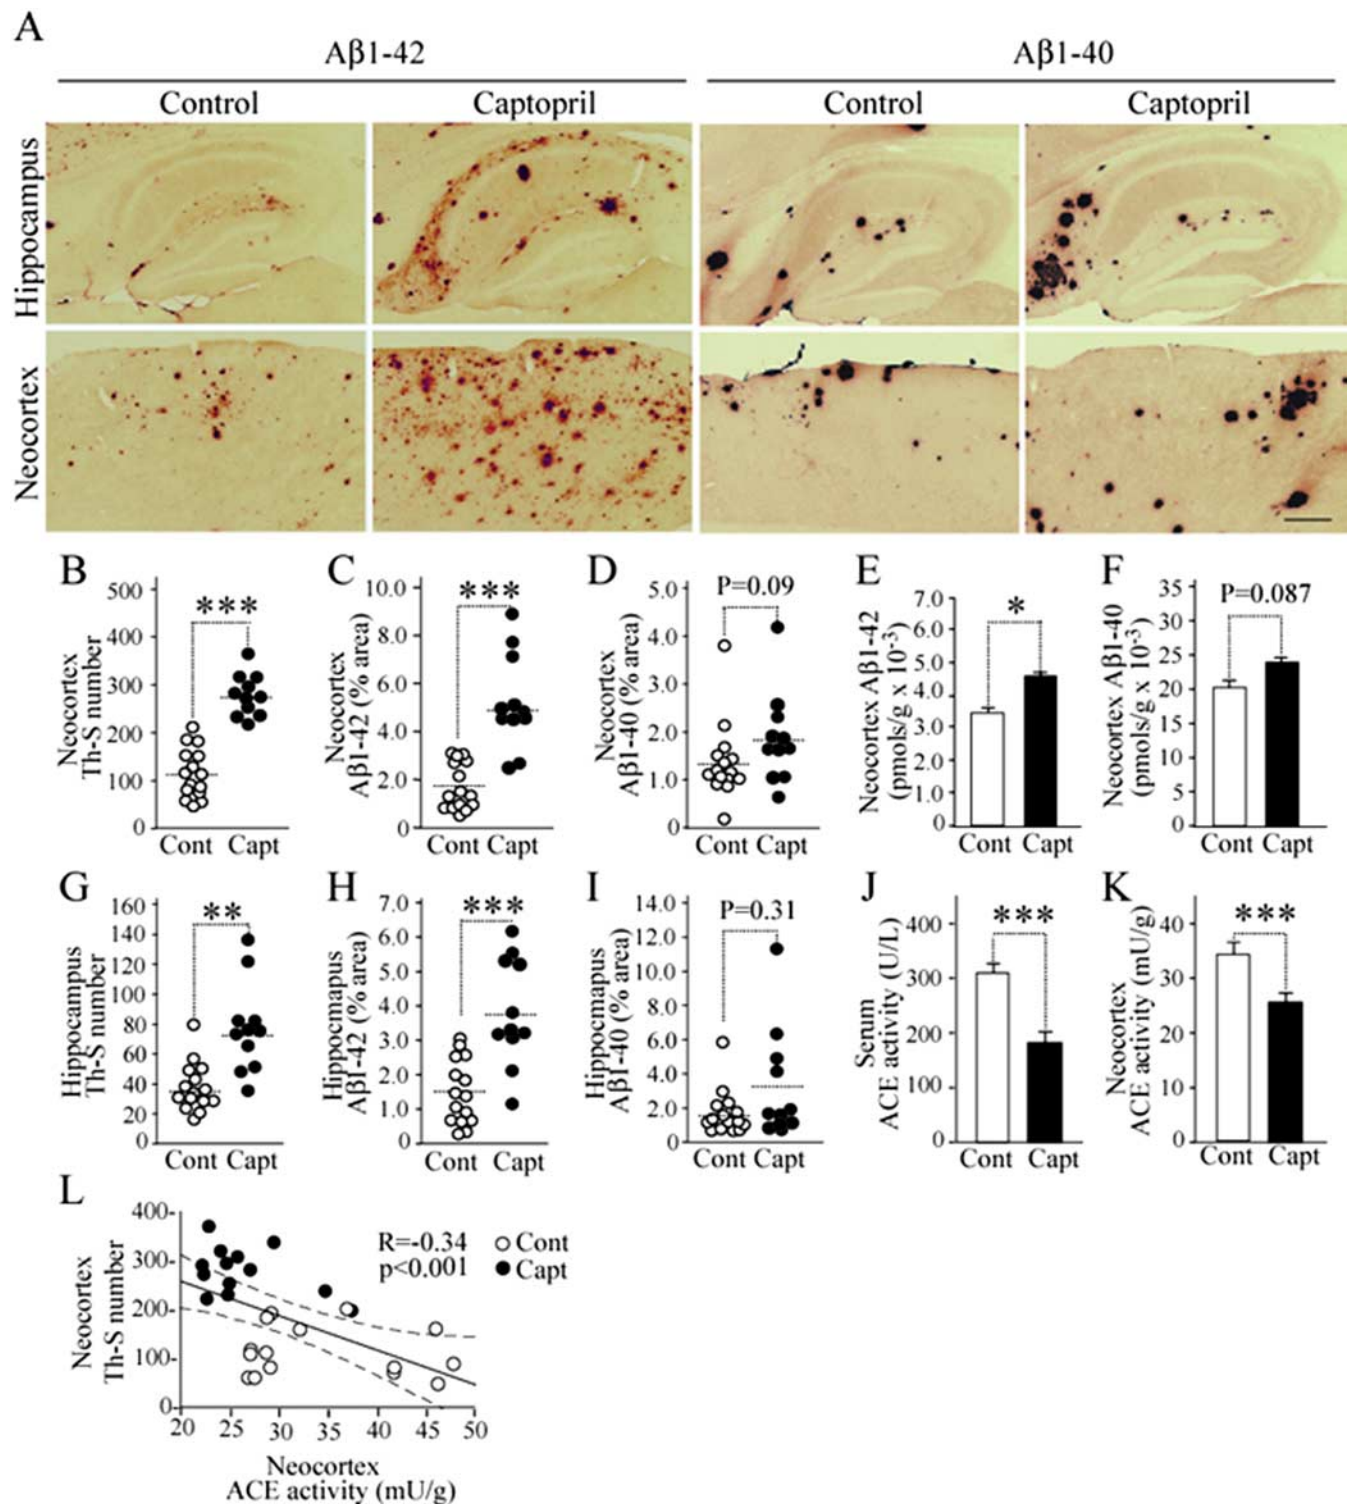 A
Aβ1-42
Aβ1-40
Control
Captopril
Control
Captopril
Hippocampus
Neocortex
B
Neocortex
Th-S number
500
400
300
200
100
0
***
Cont
Capt
C
Neocortex
Aβ1-42 (% area)
10.0
8.0
6.0
4.0
2.0
0
***
Cont
Capt
D
Neocortex
Aβ1-40 (% area)
5.0
4.0
3.0
2.0
1.0
0
P=0.09
Cont
Capt
E
Neocortex Aβ1-42
(pmols/g x 10-3)
7.0
6.0
4.0
3.0
2.0
1.0
0
*
Cont
Capt
F
Neocortex Aβ1-40
(pmols/g x 10-3)
35
30
25
20
15
10
5
0
P=0.087
Cont
Capt
G
Hippocampus
Th-S number
160
140
120
100
80
60
40
20
0
**
Cont
Capt
H
Hippocmapus
Aβ1-42 (% area)
7.0
6.0
5.0
4.0
3.0
2.0
1.0
0
***
Cont
Capt
I
Hippocmapus
Aβ1-40 (% area)
14.0
12.0
10.0
8.0
6.0
4.0
2.0
0
P=0.31
Cont
Capt
J
Serum
ACE activity (U/L)
400
300
200
100
0
***
Cont
Capt
K
Neocortex
ACE activity (mU/g)
40
30
20
10
0
***
Cont
Capt
L
Neocortex
Th-S number
400
300
200
100
0
R=-0.34
p<0.001
Cont
Capt
20 25 30 35 40 45 50
Neocortex
ACE activity (mU/g)